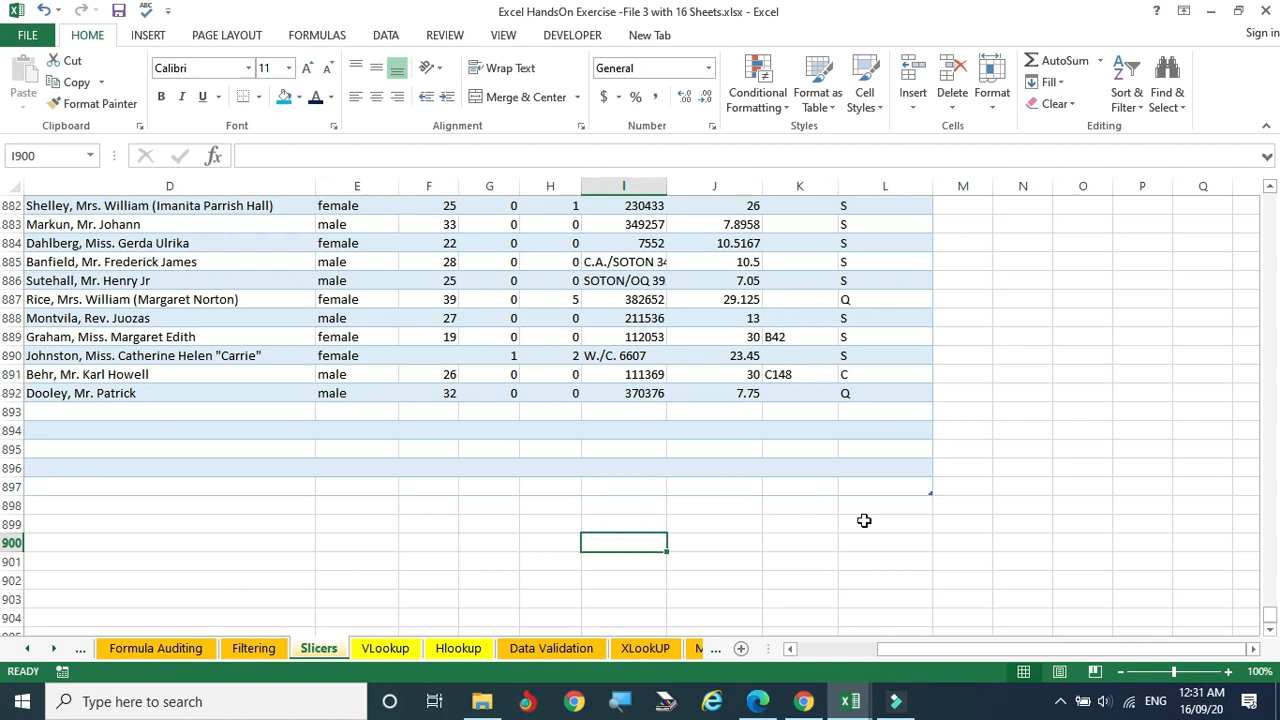 Excel HandsOn Exercise -File 3 with 16 Sheets.xlsx - Excel
FILE HOME INSERT PAGE LAYOUT FORMULAS DATA REVIEW VIEW DEVELOPER New Tab Sign in
Paste Cut Copy Format Painter
Calibri 11
B I U A
Wrap Text
Merge & Center
General
$ %
Conditional Formatting Format as Table Cell Styles
Insert Delete Format
AutoSum Fill Clear
Sort & Filter Find & Select
Clipboard Font Alignment Number Styles Cells Editing
I900 fx
D E F G H I J K L M N O P Q
882 Shelley, Mrs. William (Imanita Parrish Hall) female 25 0 1 230433 26 S
883 Markun, Mr. Johann male 33 0 0 349257 7.8958 S
884 Dahlberg, Miss. Gerda Ulrika female 22 0 0 7552 10.5167 S
885 Banfield, Mr. Frederick James male 28 0 0 C.A./SOTON 34 10.5 S
886 Sutehall, Mr. Henry Jr male 25 0 0 SOTON/OQ 39 7.05 S
887 Rice, Mrs. William (Margaret Norton) female 39 0 5 382652 29.125 Q
888 Montvila, Rev. Juozas male 27 0 0 211536 13 S
889 Graham, Miss. Margaret Edith female 19 0 0 112053 30 B42 S
890 Johnston, Miss. Catherine Helen "Carrie" female 1 2 W./C. 6607 23.45 S
891 Behr, Mr. Karl Howell male 26 0 0 111369 30 C148 C
892 Dooley, Mr. Patrick male 32 0 0 370376 7.75 Q
893
894
895
896
897
898
899
900
901
902
903
904
... Formula Auditing Filtering Slicers VLookup Hlookup Data Validation XLookUP M ...
READY 100%
Type here to search ENG 12:31 AM
16/09/20